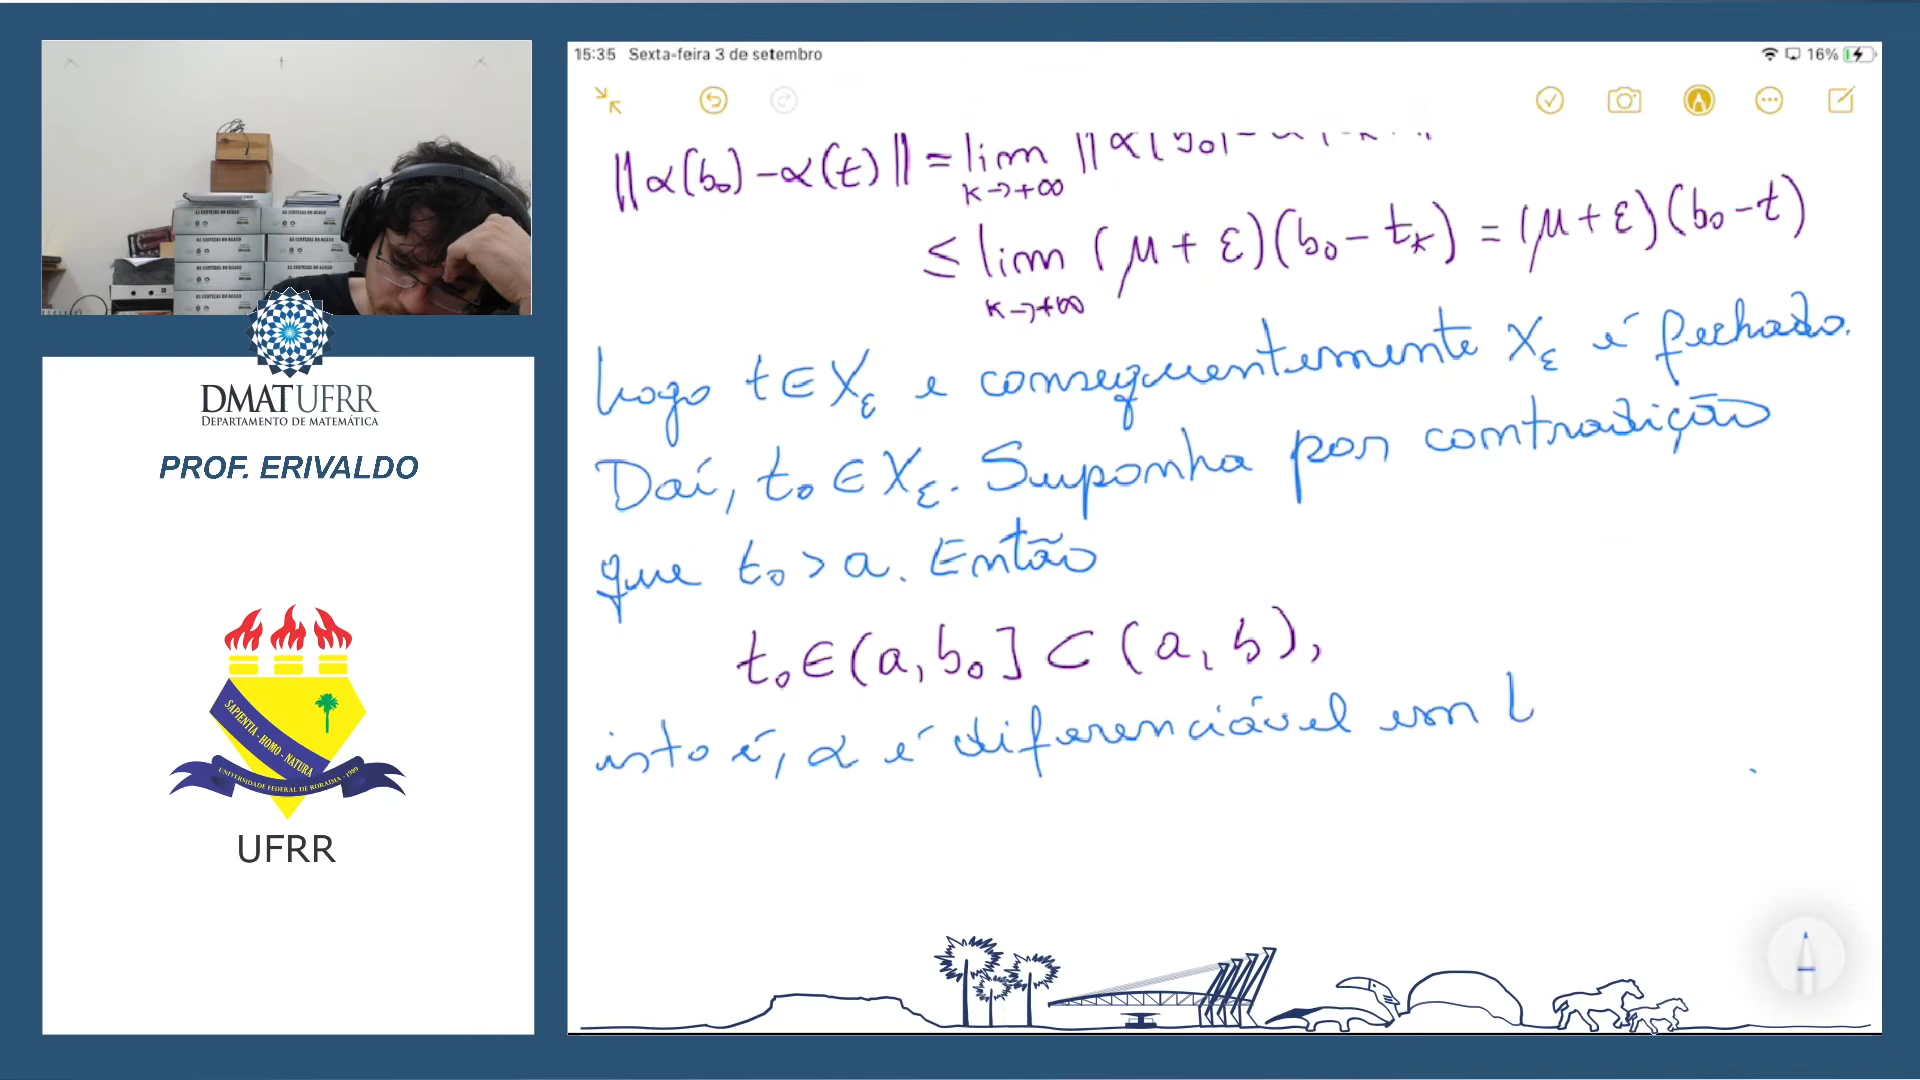 15:35 Sexta-feira 3 de setembro
16%
||α(b₀) - α(t)|| = lim ||α(b₀) -
k→+∞
≤ lim (μ + ε)(b₀ - tₖ) = (μ + ε)(b₀ - t)
k→+∞
Logo t ∈ X_ε e consequentemente X_ε é fechado.
Daí, t₀ ∈ X_ε. Suponha por contradição
que t₀ > a. Então
t₀ ∈ (a, b₀] ⊂ (a, b),
isto é, α é diferenciável em
DMATUFRR
DEPARTAMENTO DE MATEMÁTICA
PROF. ERIVALDO
SAPIENTIA - HOMO - NATURA
UNIVERSIDADE FEDERAL DE RORAIMA - 1989
UFRR